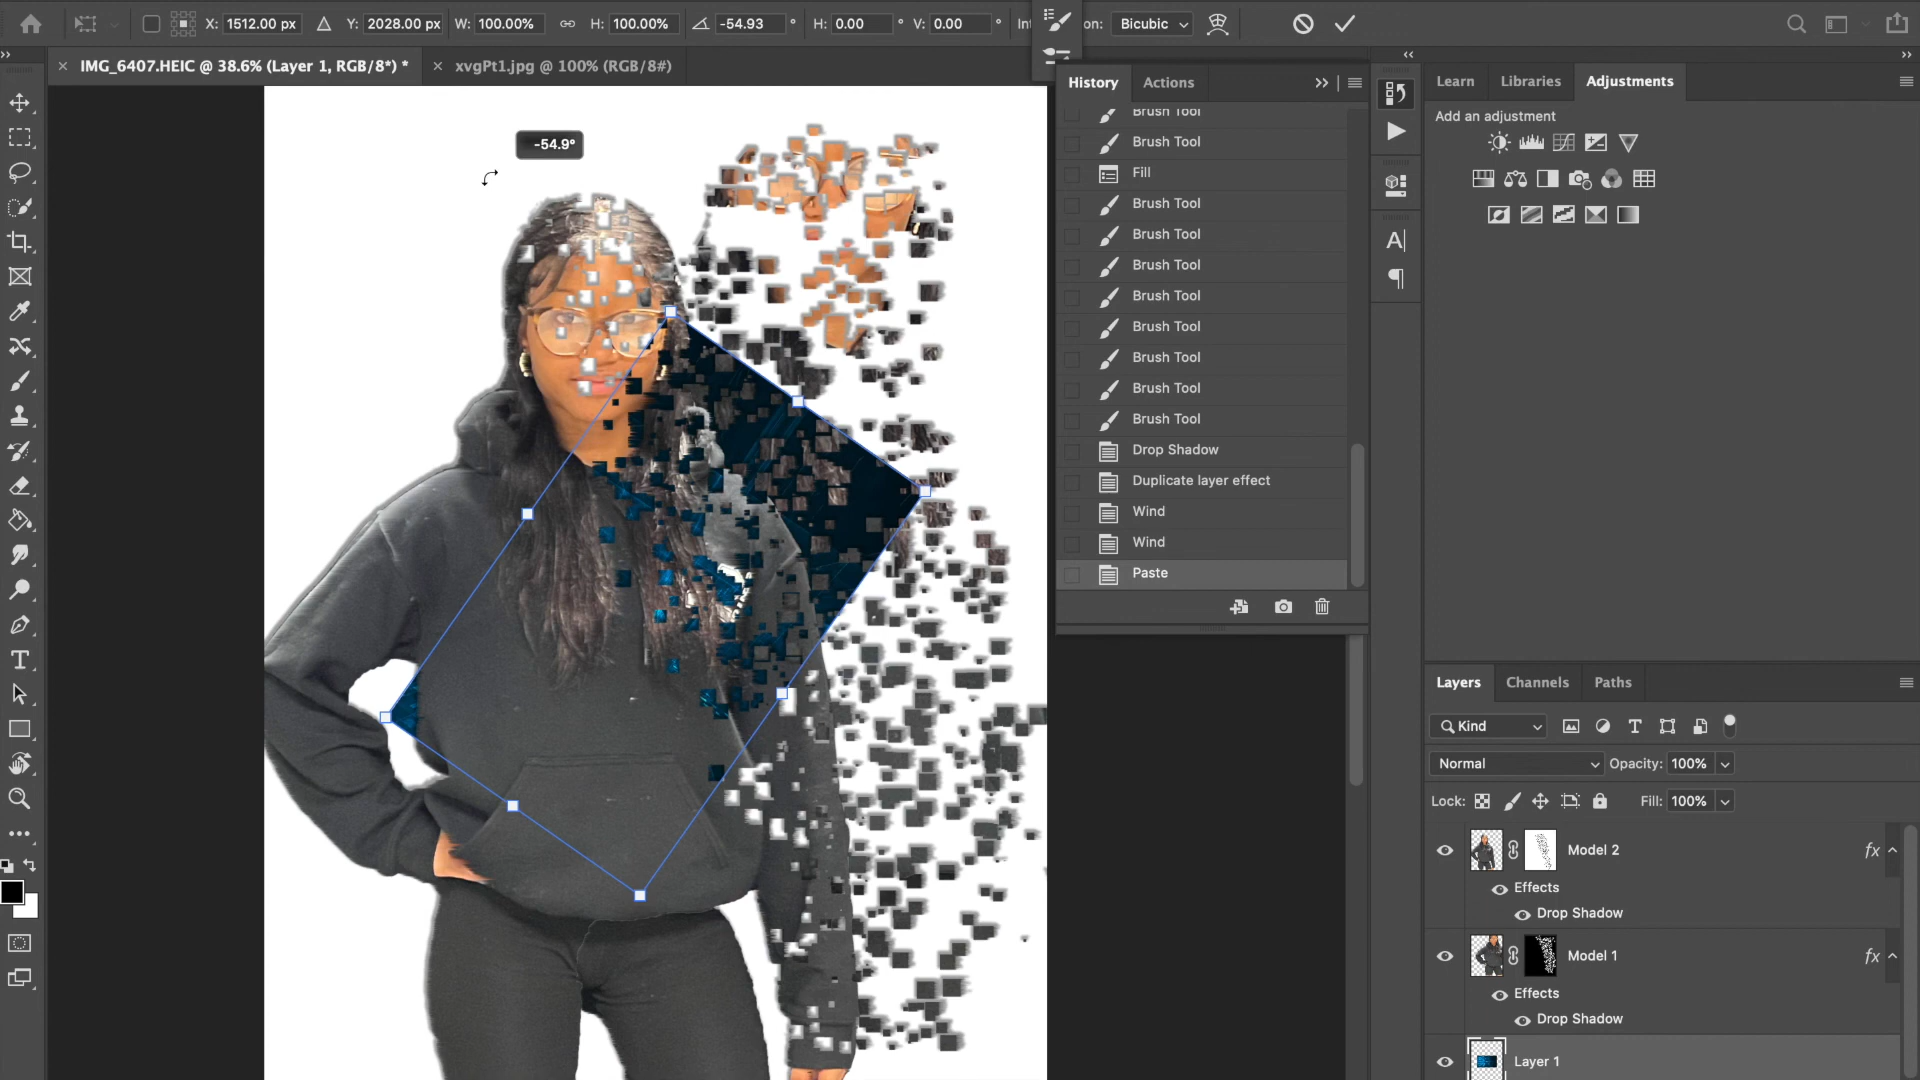 X: 1512.00 px Y: 2028.00 px W: 100.00% H: 100.00% -54.93 ° H: 0.00 ° V: 0.00 ° Int on: Bicubic
IMG_6407.HEIC @ 38.6% (Layer 1, RGB/8*) *
xvgPt1.jpg @ 100% (RGB/8#)
-54.9°
History Actions
Brush Tool
Brush Tool
Fill
Brush Tool
Brush Tool
Brush Tool
Brush Tool
Brush Tool
Brush Tool
Brush Tool
Brush Tool
Drop Shadow
Duplicate layer effect
Wind
Wind
Paste
Learn Libraries Adjustments
Add an adjustment
Layers Channels Paths
Kind
Normal Opacity: 100%
Lock: Fill: 100%
Model 2 fx
Effects
Drop Shadow
Model 1 fx
Effects
Drop Shadow
Layer 1